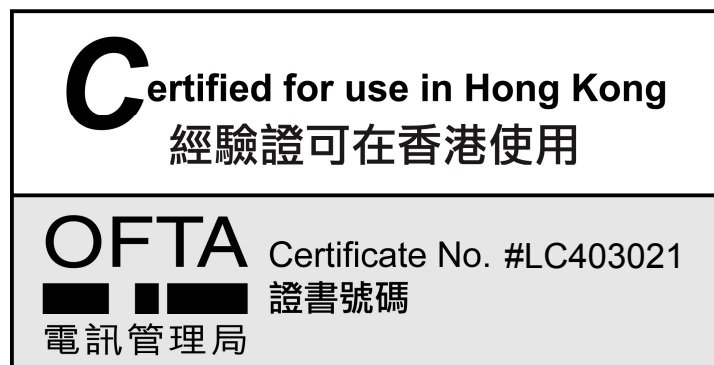 Certified for use in Hong Kong
經驗證可在香港使用
OFTA
電訊管理局
Certificate No. #LC403021
證書號碼